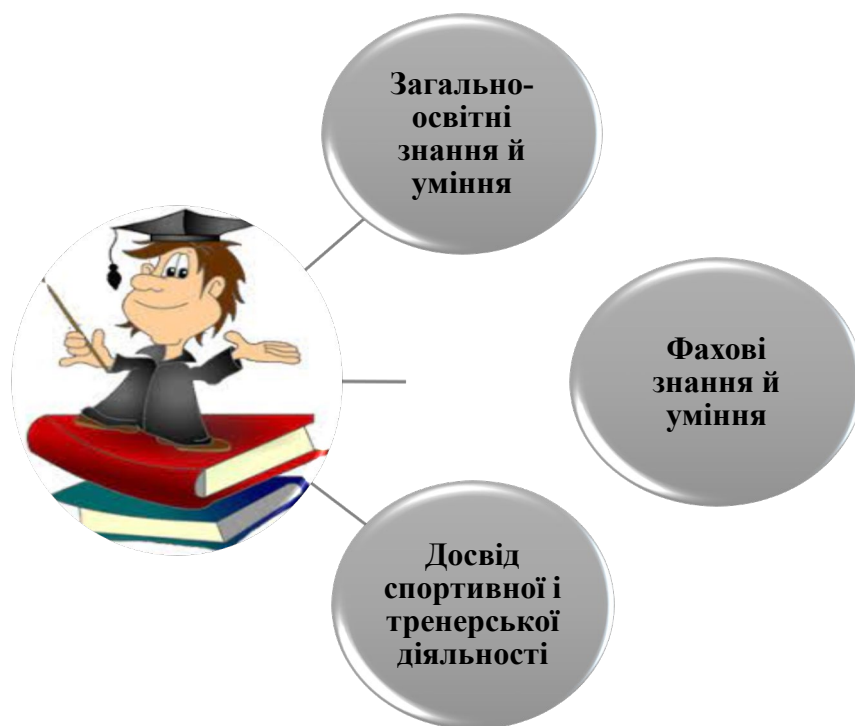 Загально-
освітні
знання й
уміння
Фахові
знання й
уміння
Досвід
спортивної і
тренерської
діяльності